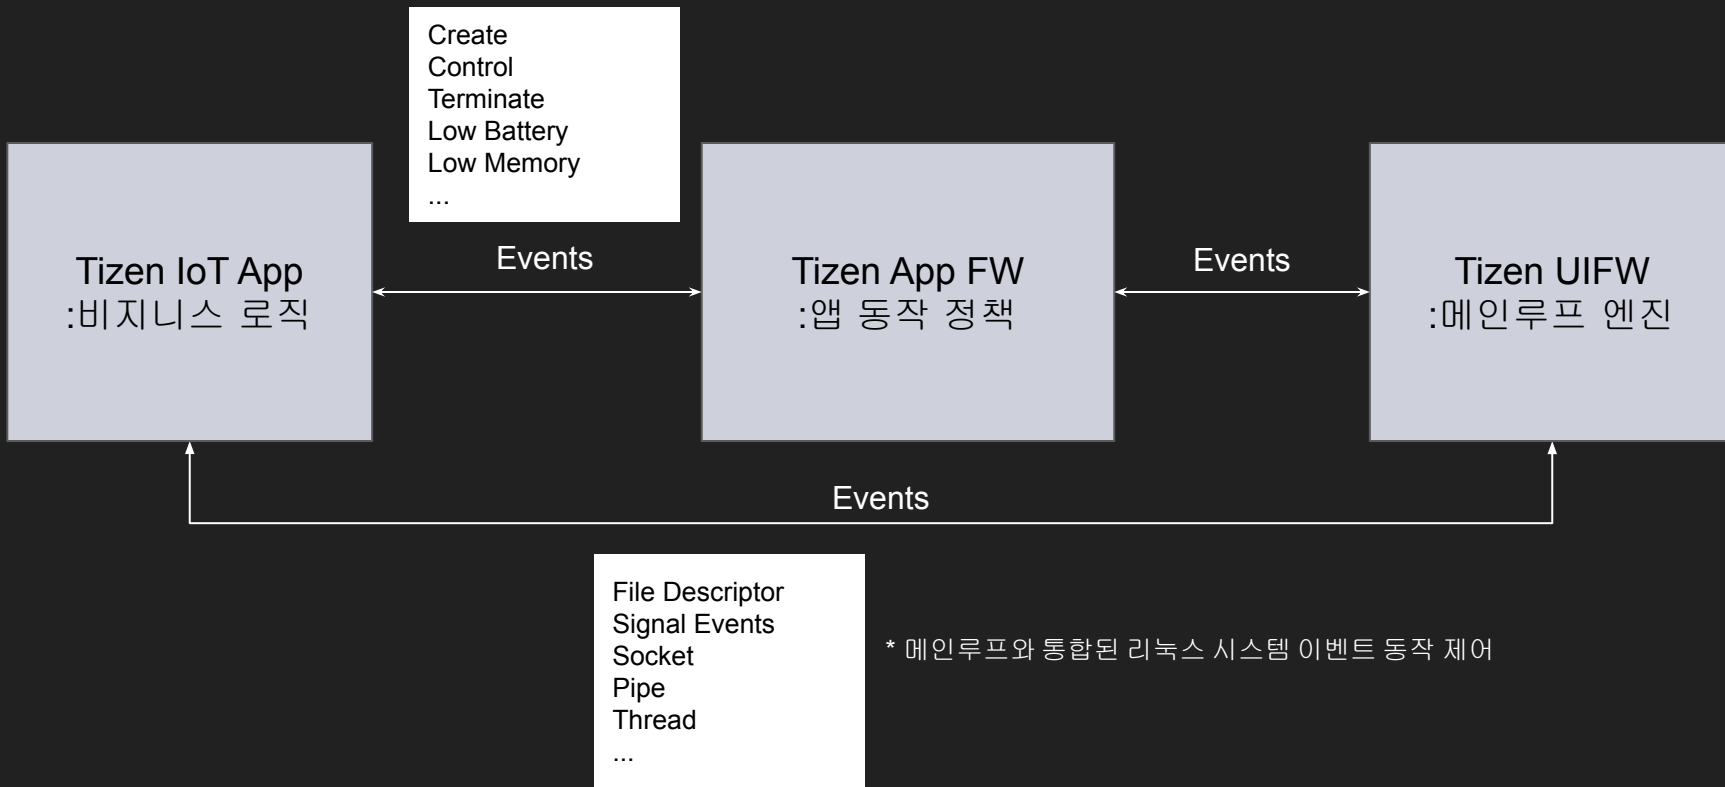 Create
Control
Terminate
Low Battery
Low Memory
...
Tizen IoT App
:비지니스 로직
Events
Tizen App FW
:앱 동작 정책
Events
Tizen UIFW
:메인루프 엔진
Events
File Descriptor
Signal Events
Socket
Pipe
Thread
...
* 메인루프와 통합된 리눅스 시스템 이벤트 동작 제어